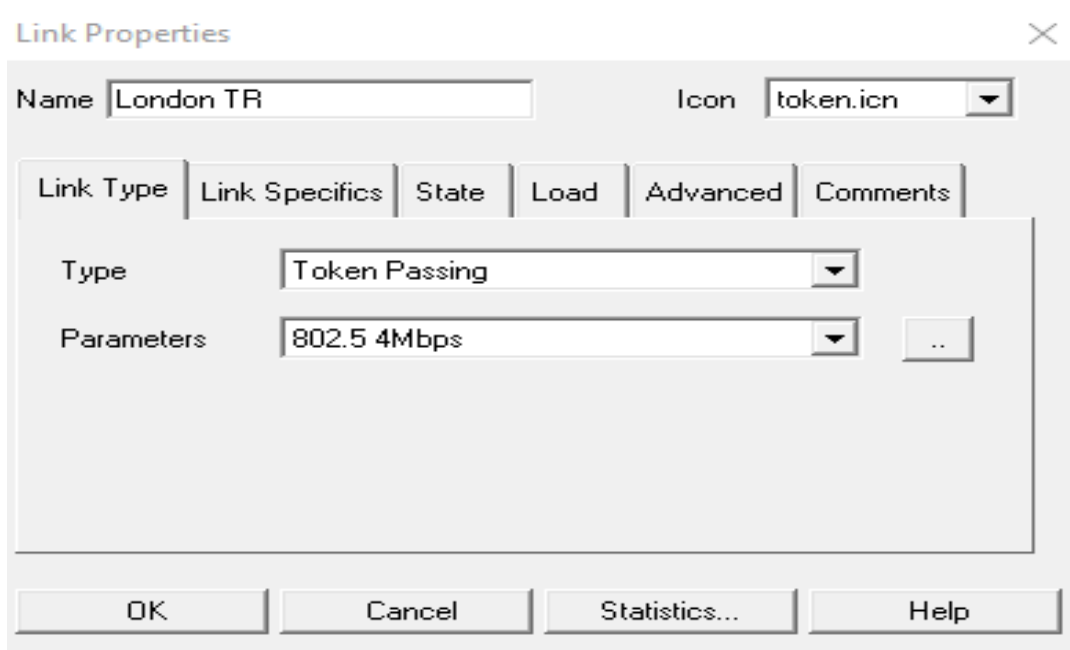 Link Properties
Name London TR Icon token.icn
Link Type Link Specifics State Load Advanced Comments
Type Token Passing
Parameters 802.5 4Mbps ..
OK Cancel Statistics... Help